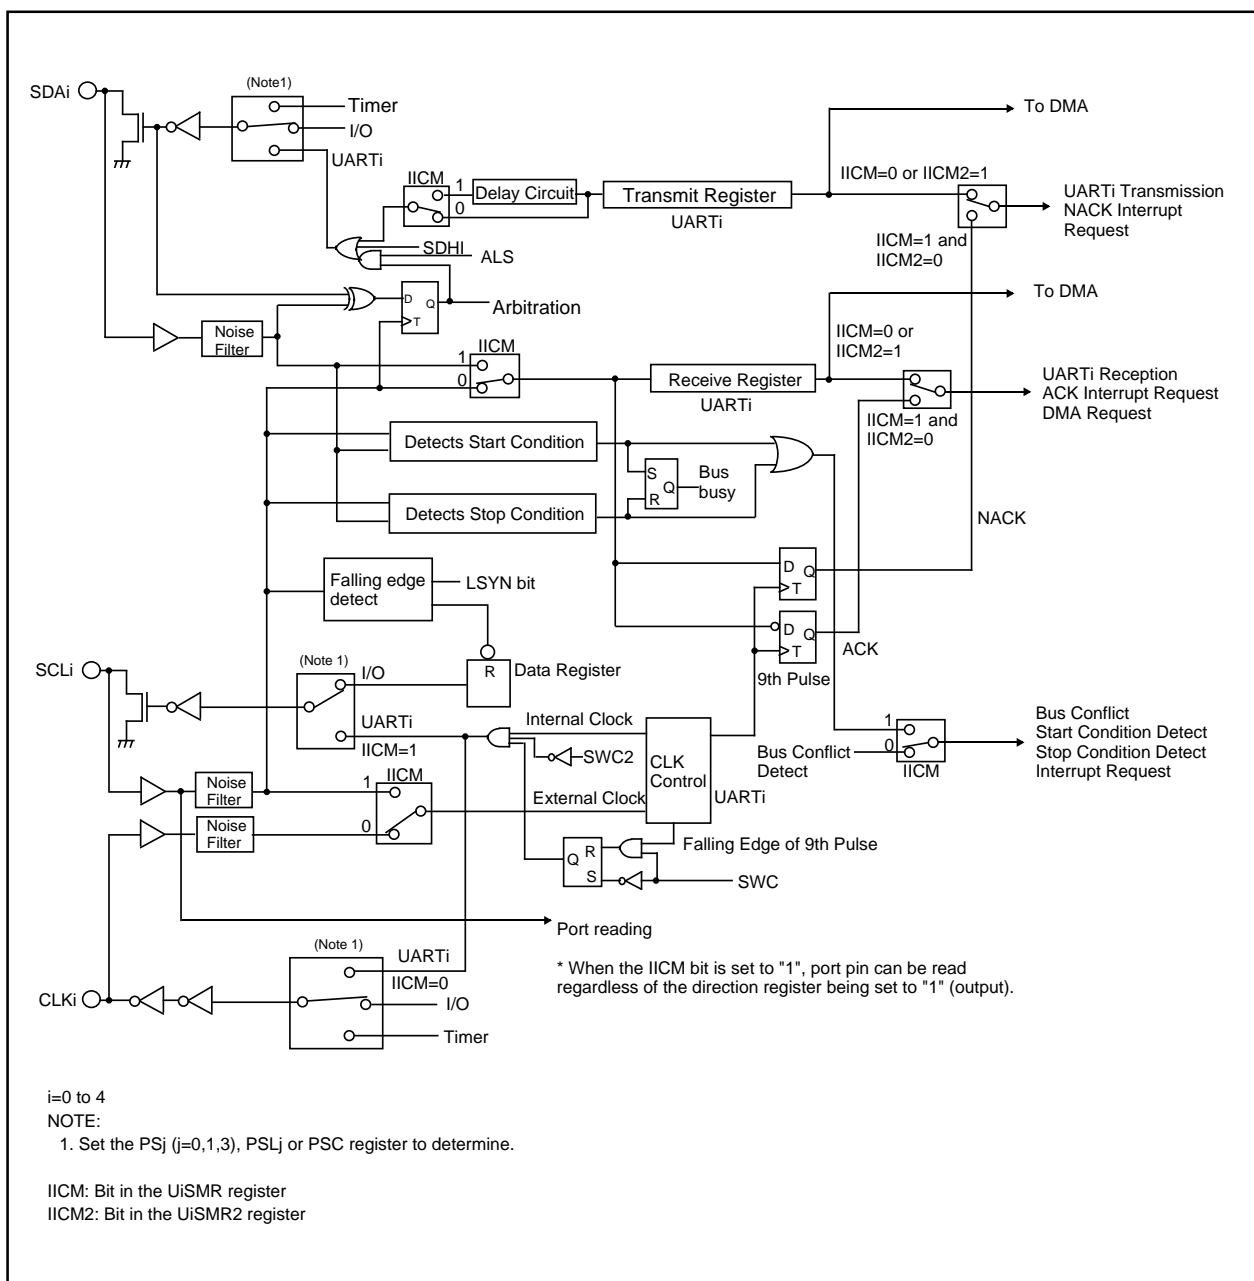 (Note1)
SDAi
Timer
I/O
UARTi
To DMA
IICM
1
0
Delay Circuit
Transmit Register
UARTi
IICM=0 or IICM2=1
UARTi Transmission
NACK Interrupt
Request
IICM=1 and
IICM2=0
SDHI
ALS
D
Q
T
Arbitration
To DMA
Noise
Filter
IICM
1
0
IICM=0 or
IICM2=1
Receive Register
UARTi
UARTi Reception
ACK Interrupt Request
DMA Request
IICM=1 and
IICM2=0
Detects Start Condition
S
Q
R
Bus
busy
Detects Stop Condition
NACK
Falling edge
detect
LSYN bit
D
Q
T
D
Q
T
ACK
9th Pulse
SCLi
(Note 1)
I/O
R
Data Register
UARTi
IICM=1
Internal Clock
SWC2
CLK
Control
UARTi
Bus Conflict
Detect
1
0
IICM
Bus Conflict
Start Condition Detect
Stop Condition Detect
Interrupt Request
Noise
Filter
1
IICM
External Clock
Noise
Filter
0
Falling Edge of 9th Pulse
Q
R
S
SWC
Port reading
(Note 1)
UARTi
IICM=0
* When the IICM bit is set to "1", port pin can be read
regardless of the direction register being set to "1" (output).
CLKi
I/O
Timer
i=0 to 4
NOTE:
1. Set the PSj (j=0,1,3), PSLj or PSC register to determine.
IICM: Bit in the UiSMR register
IICM2: Bit in the UiSMR2 register